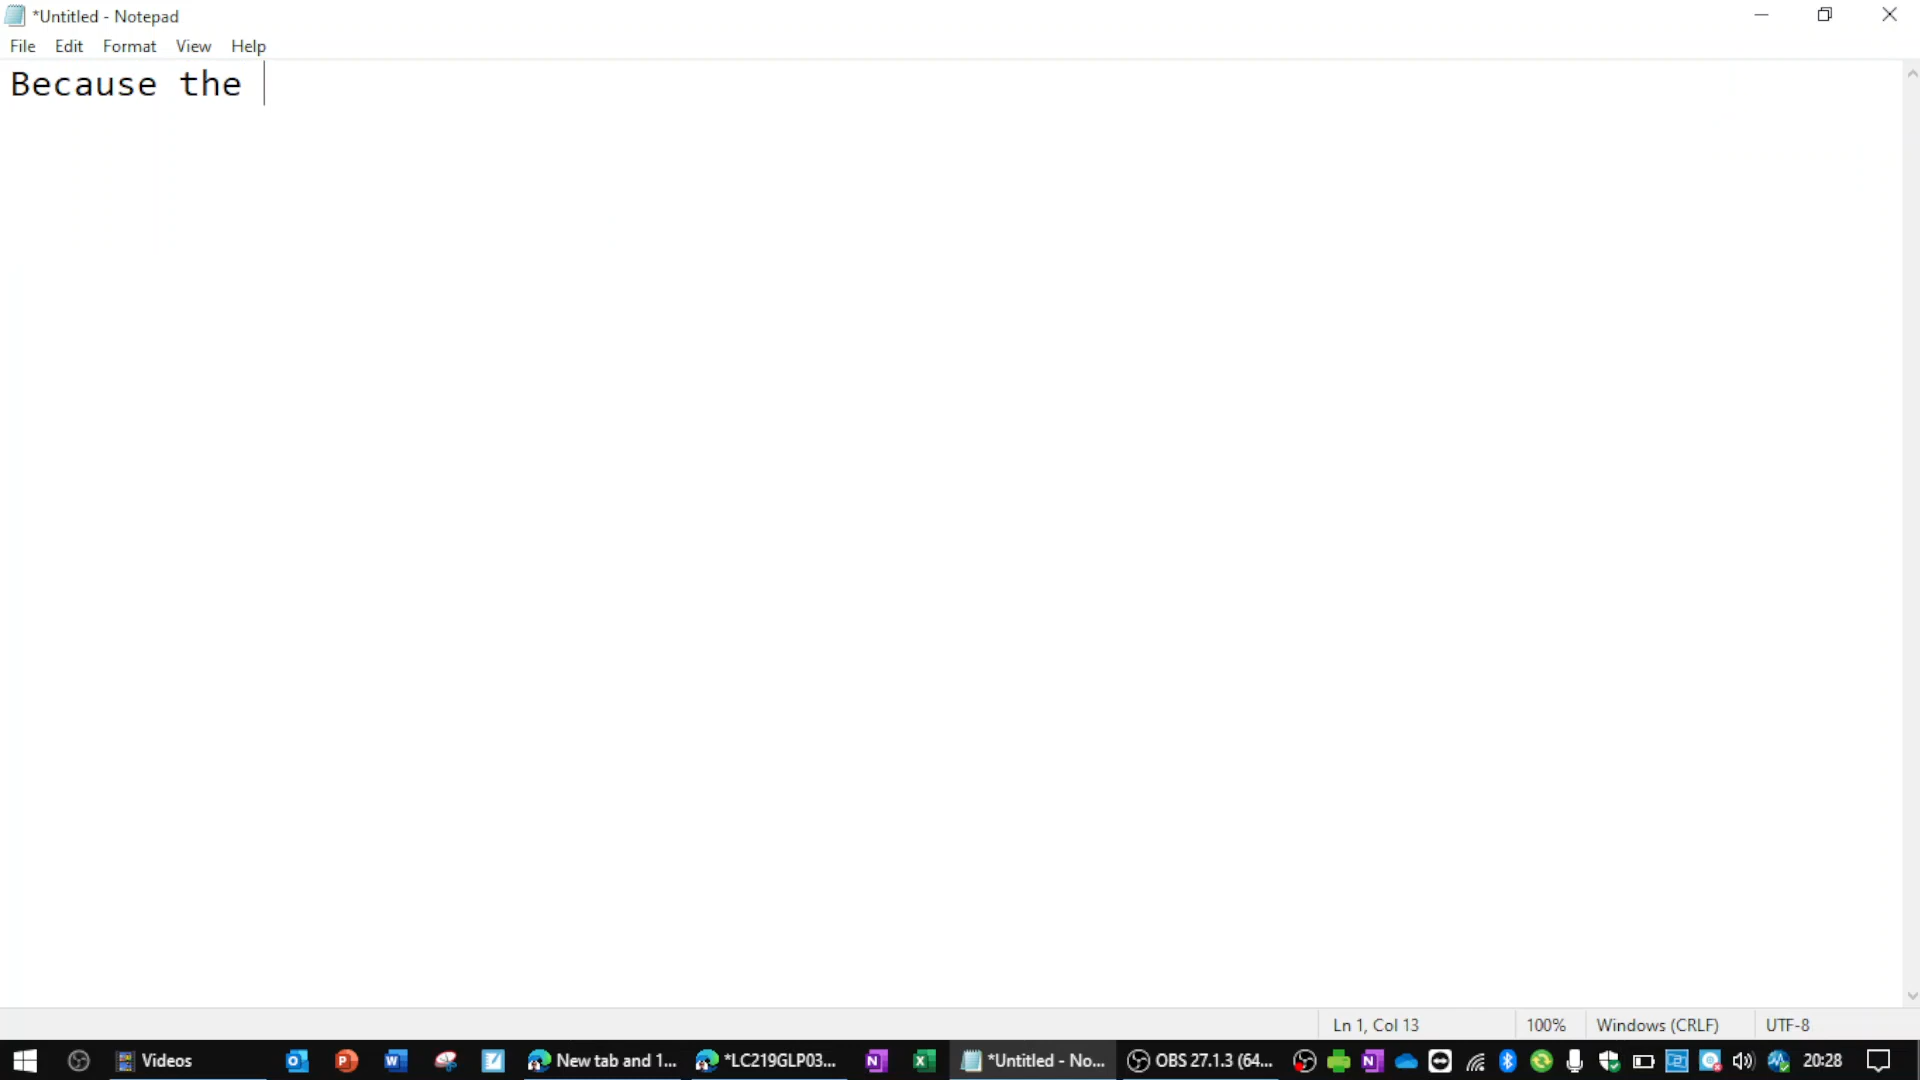 *Untitled - Notepad
File Edit Format View Help
Because the
Ln 1, Col 13 100% Windows (CRLF) UTF-8
Videos New tab and 1... *LC219GLP03... *Untitled - No... OBS 27.1.3 (64... 20:28